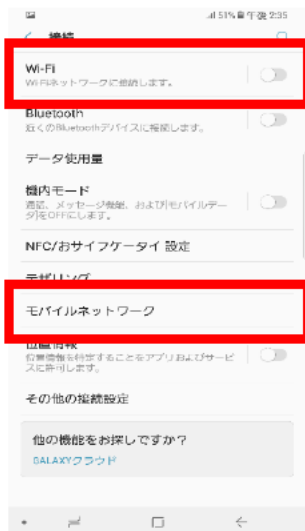 51% 午後 2:35
接続
Wi-Fi
Wi-Fiネットワークに接続します。
Bluetooth
近くのBluetoothデバイスに接続します。
データ使用量
機内モード
通話、メッセージ機能、およびモバイルデー
タをOFFにします。
NFC/おサイフケータイ 設定
テザリング
モバイルネットワーク
位置情報
位置情報を特定することをアプリおよびサービ
スに許可します。
その他の接続設定
他の機能をお探しですか？
GALAXYクラウド